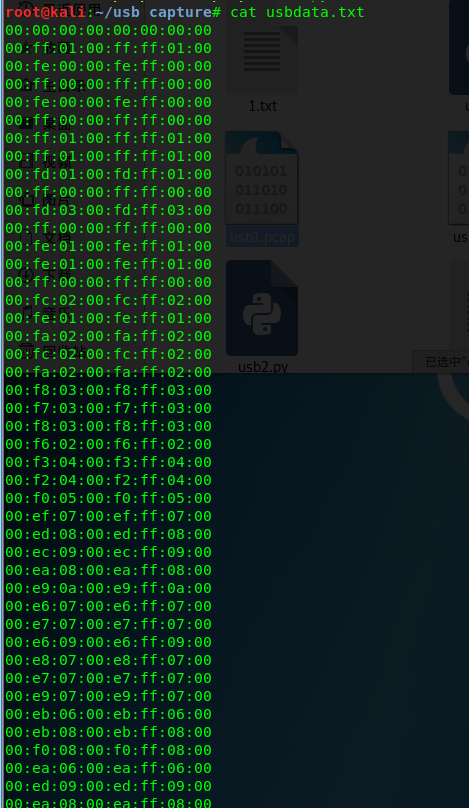 root@kali:~/usb capture# cat usbdata.txt
00:00:00:00:00:00:00:00
00:ff:01:00:ff:ff:01:00
00:fe:00:00:fe:ff:00:00
00:ff:00:00:ff:ff:00:00
00:fe:00:00:fe:ff:00:00
00:ff:00:00:ff:ff:00:00
00:ff:01:00:ff:ff:01:00
00:ff:01:00:ff:ff:01:00
00:fd:01:00:fd:ff:01:00
00:ff:00:00:ff:ff:00:00
00:fd:03:00:fd:ff:03:00
00:ff:00:00:ff:ff:00:00
00:fe:01:00:fe:ff:01:00
00:fe:01:00:fe:ff:01:00
00:ff:00:00:ff:ff:00:00
00:fc:02:00:fc:ff:02:00
00:fe:01:00:fe:ff:01:00
00:fa:02:00:fa:ff:02:00
00:fc:02:00:fc:ff:02:00
00:fa:02:00:fa:ff:02:00
00:f8:03:00:f8:ff:03:00
00:f7:03:00:f7:ff:03:00
00:f8:03:00:f8:ff:03:00
00:f6:02:00:f6:ff:02:00
00:f3:04:00:f3:ff:04:00
00:f2:04:00:f2:ff:04:00
00:f0:05:00:f0:ff:05:00
00:ef:07:00:ef:ff:07:00
00:ed:08:00:ed:ff:08:00
00:ec:09:00:ec:ff:09:00
00:ea:08:00:ea:ff:08:00
00:e9:0a:00:e9:ff:0a:00
00:e6:07:00:e6:ff:07:00
00:e7:07:00:e7:ff:07:00
00:e6:09:00:e6:ff:09:00
00:e8:07:00:e8:ff:07:00
00:e7:07:00:e7:ff:07:00
00:e9:07:00:e9:ff:07:00
00:eb:06:00:eb:ff:06:00
00:eb:08:00:eb:ff:08:00
00:f0:08:00:f0:ff:08:00
00:ea:06:00:ea:ff:06:00
00:ed:09:00:ed:ff:09:00
00:ea:08:00:ea:ff:08:00
1.txt
010101
011010
011100
usb1.pcap
usb2.py
已选中